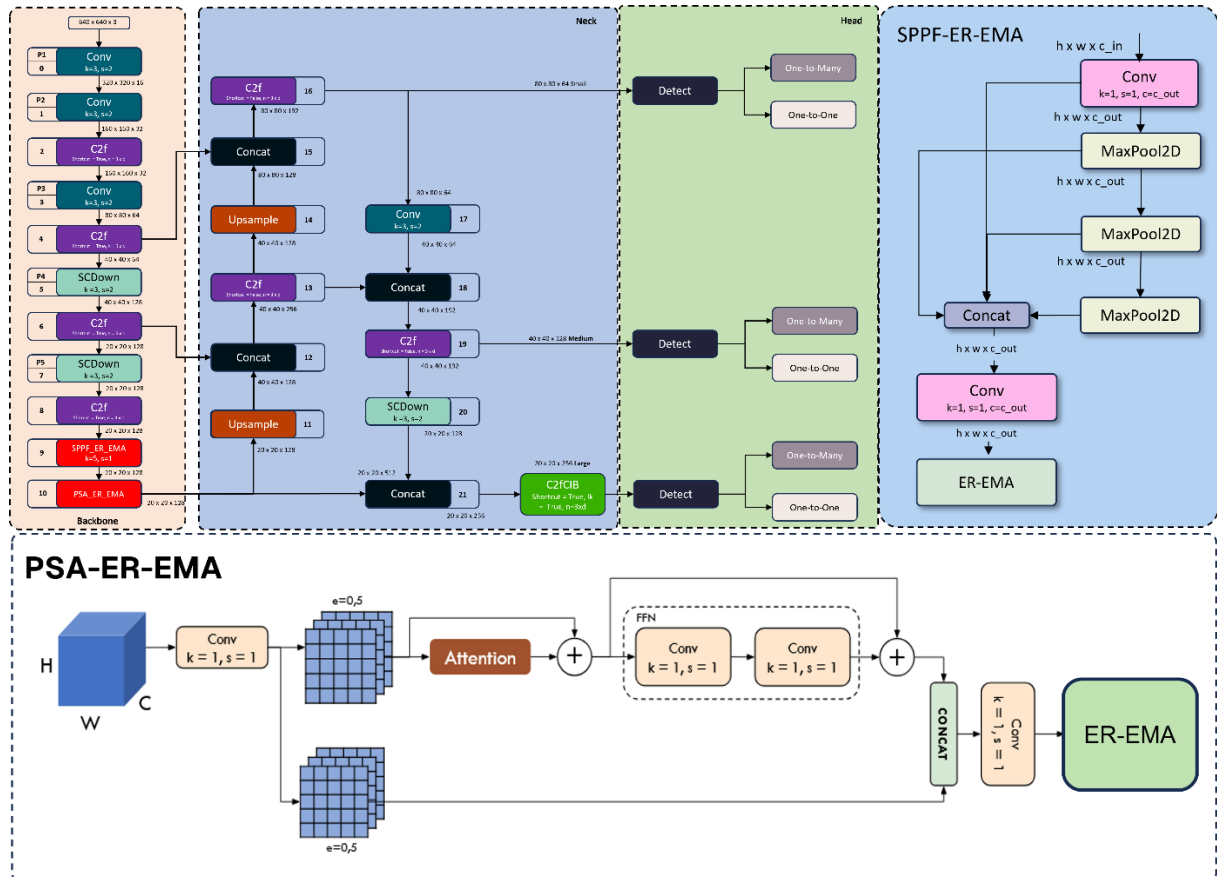 640 x 640 x 3
P1
0
Conv
k=3, s=2
320 x 320 x 16
P2
1
Conv
k=3, s=2
160 x 160 x 32
2
C2f
160 x 160 x 32
P3
3
Conv
k=3, s=2
80 x 80 x 64
4
C2f
40 x 40 x 64
P4
5
SCDown
k =3, s=2
40 x 40 x 128
6
C2f
20 x 20 x 128
P5
7
SCDown
k =3, s=2
20 x 20 x 128
8
C2f
20 x 20 x 128
9
SPPF_ER_EMA
k=5, s=1
20 x 20 x 128
10
PSA_ER_EMA
20 x 20 x 128
Backbone
Neck
C2f
16
80 x 80 x 192
Concat
15
80 x 80 x 128
Upsample
14
40 x 40 x 128
C2f
13
40 x 40 x 256
Concat
12
40 x 40 x 128
Upsample
11
20 x 20 x 128
80 x 80 x 64 Small
80 x 80 x 64
Conv
k=3, s=2
17
40 x 40 x 64
Concat
18
40 x 40 x 192
C2f
19
40 x 40 x 128 Medium
40 x 40 x 192
SCDown
k =3, s=2
20
20 x 20 x 128
20 x 20 x 512
Concat
21
20 x 20 x 256
20 x 20 x 256 Large
C2fCIB
Shortcut = True, lk
= True, n=3xd
Head
Detect
One-to-Many
One-to-One
Detect
One-to-Many
One-to-One
Detect
One-to-Many
One-to-One
SPPF-ER-EMA
h x w x c_in
Conv
k=1, s=1, c=c_out
h x w x c_out
MaxPool2D
h x w x c_out
MaxPool2D
h x w x c_out
MaxPool2D
Concat
h x w x c_out
Conv
k=1, s=1, c=c_out
h x w x c_out
ER-EMA
PSA-ER-EMA
H
W
C
Conv
k = 1, s = 1
e=0,5
Attention
+
FFN
Conv
k = 1, s = 1
Conv
k = 1, s = 1
+
e=0,5
CONCAT
Conv
k = 1, s = 1
ER-EMA